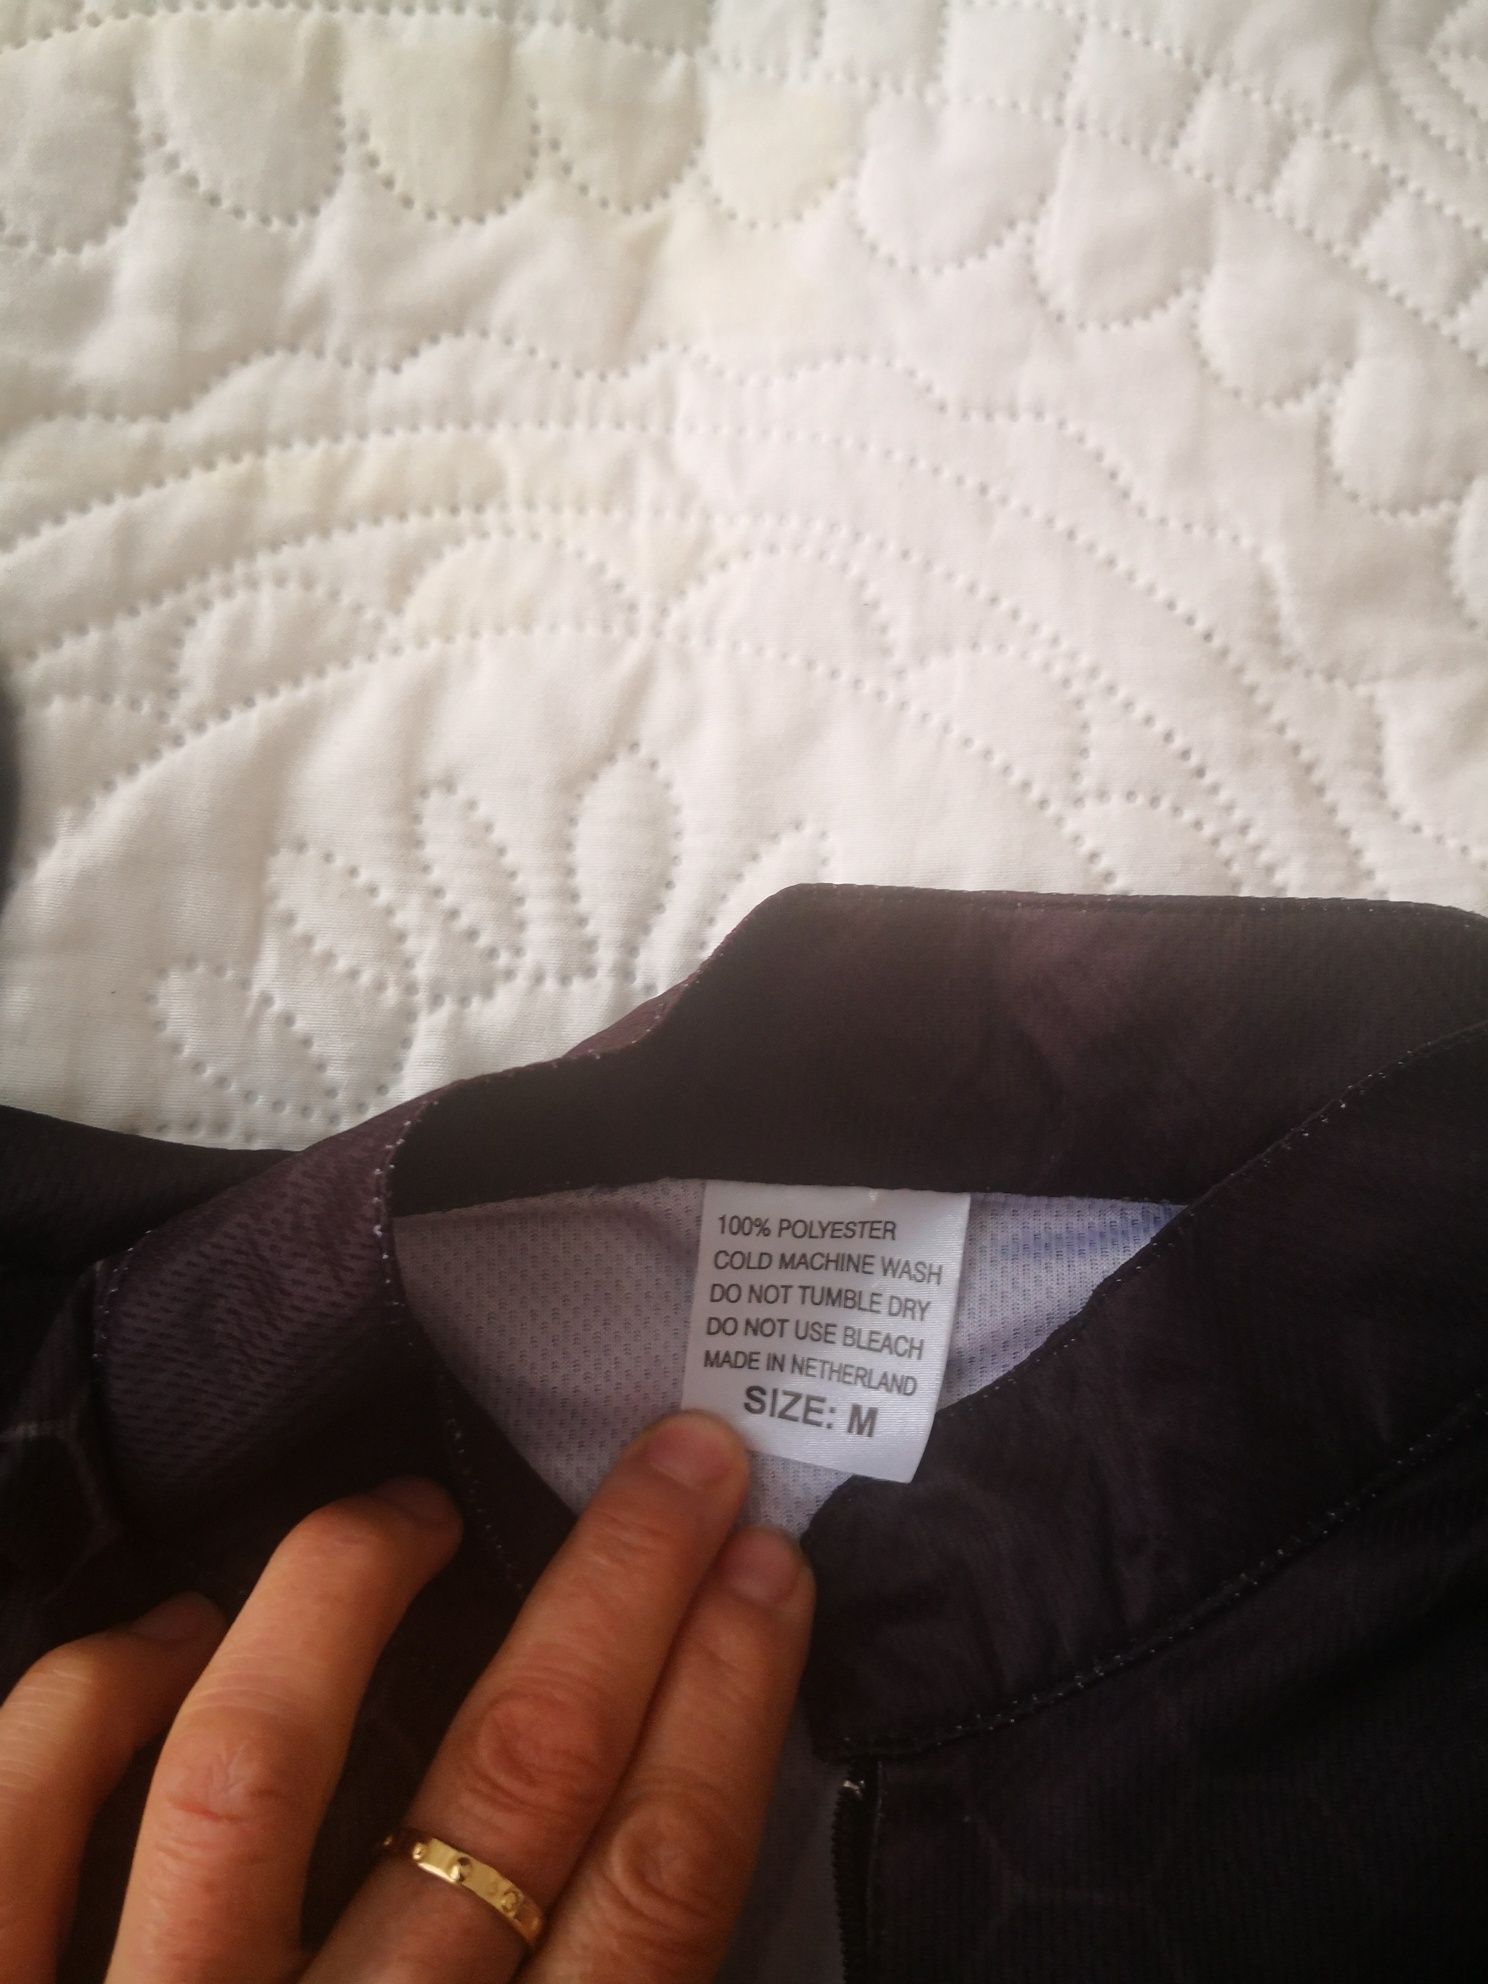 100% POLYESTER
COLD MACHINE WASH
DO NOT TUMBLE DRY
DO NOT USE BLEACH
MADE IN NETHERLAND
SIZE: M